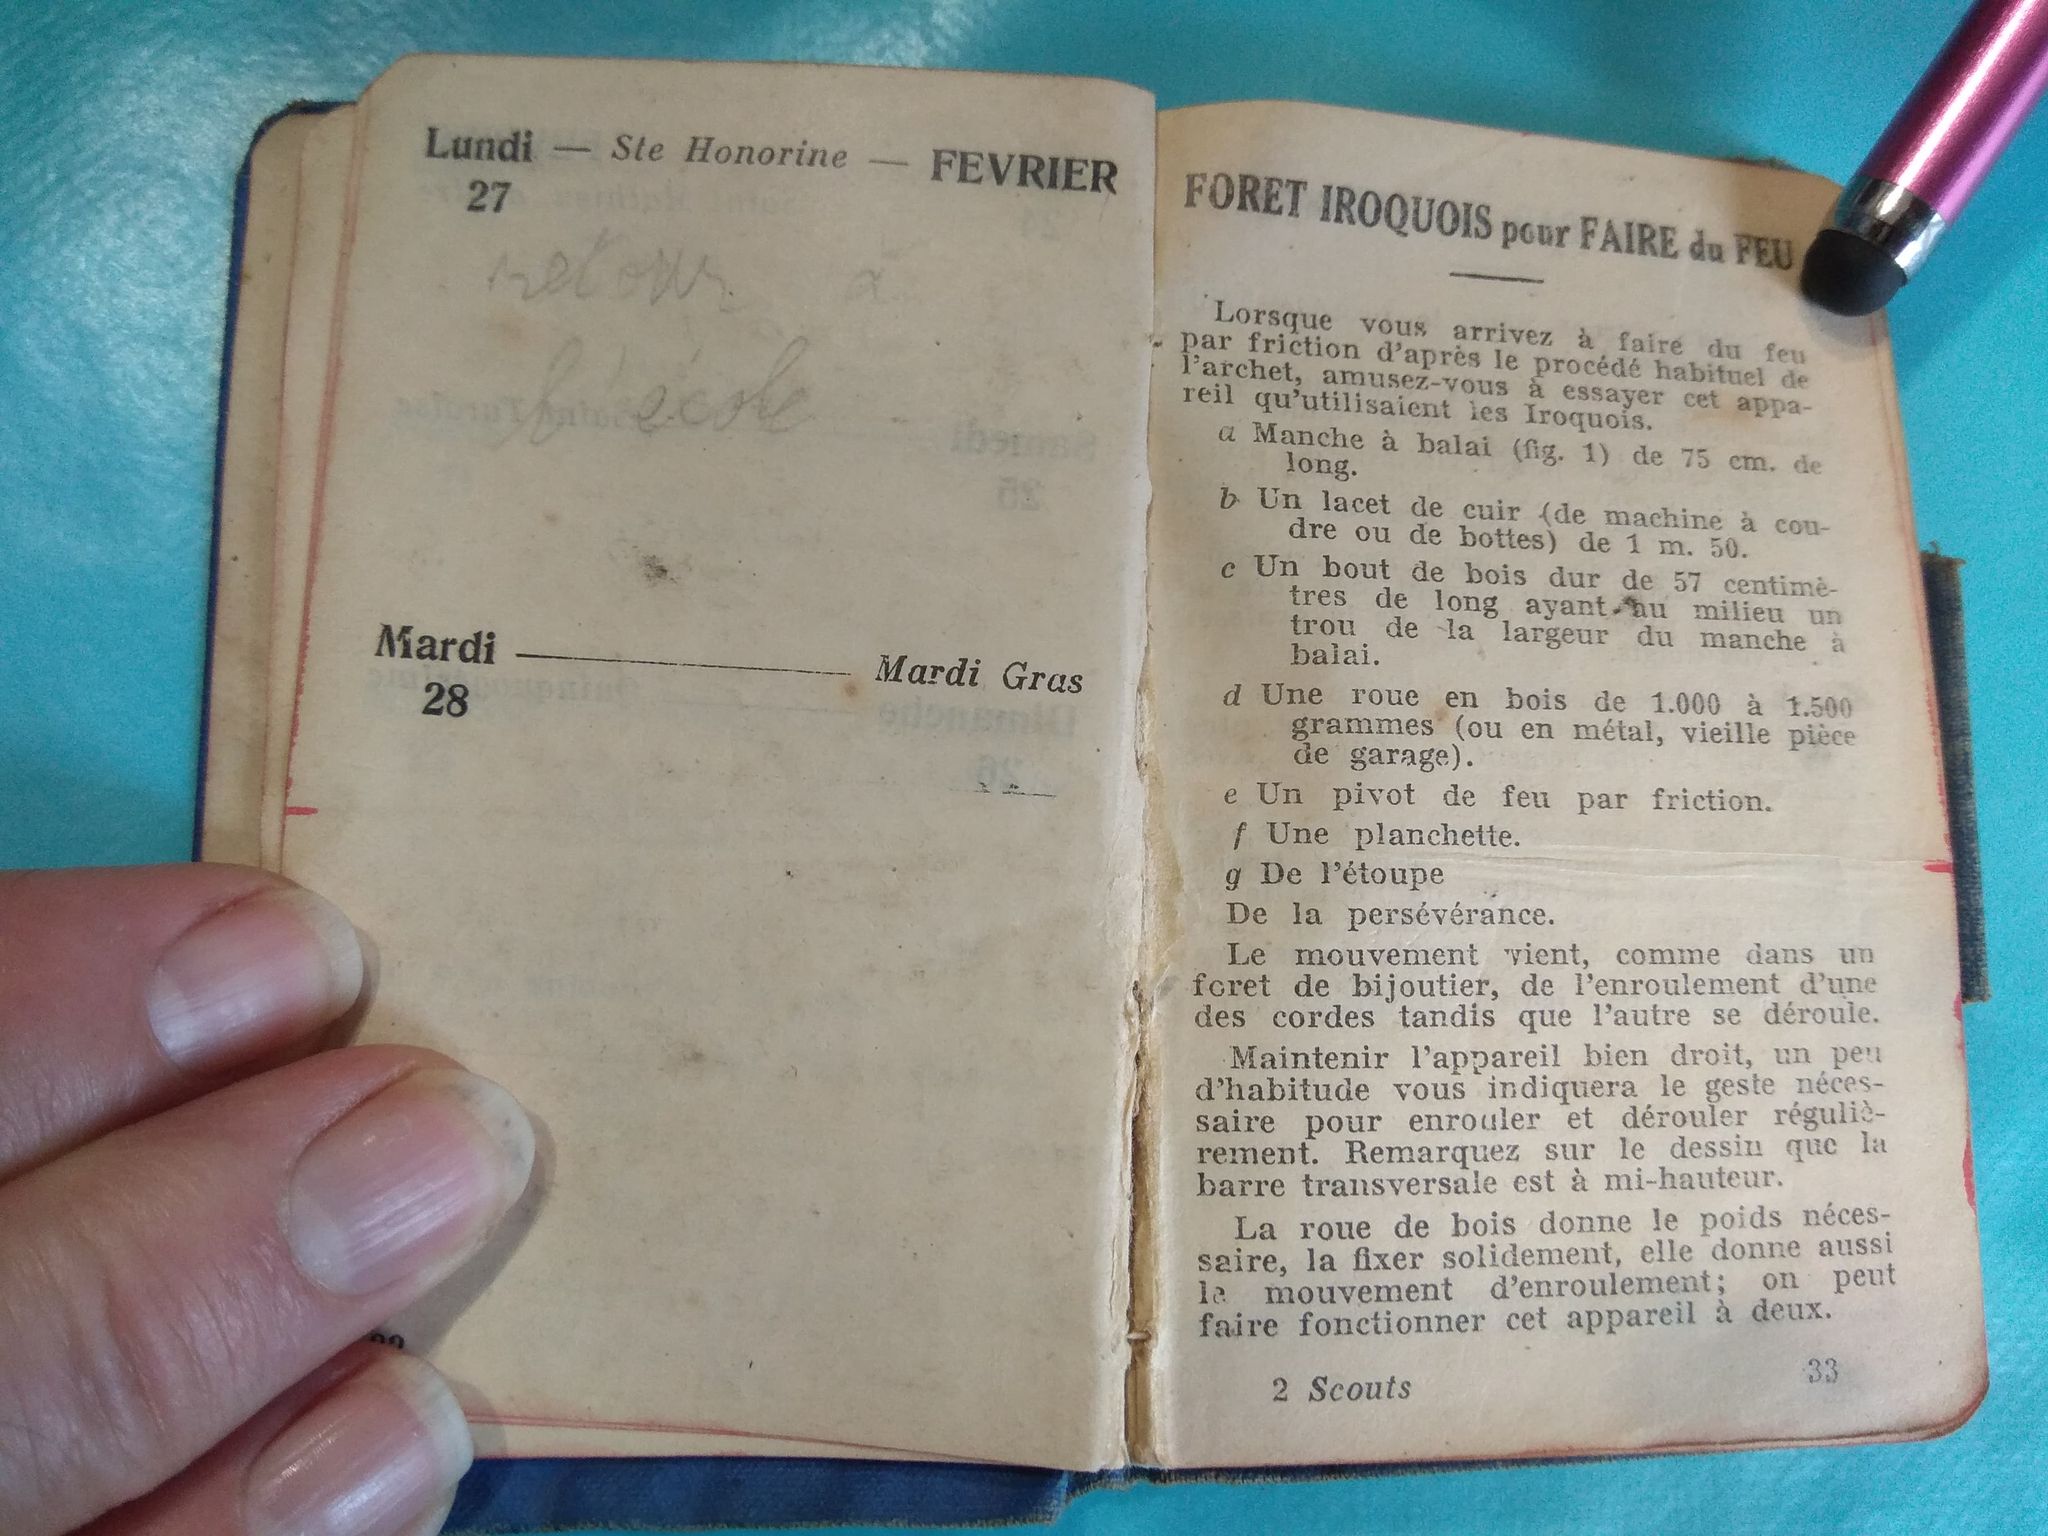 Lundi — Ste Honorine — FEVRIER
27
retour à
l'école
Mardi — Mardi Gras
28
FORET IROQUOIS pour FAIRE du FEU
Lorsque vous arrivez à faire du feu
par friction d'après le procédé habituel de
l'archet, amusez-vous à essayer cet appa-
reil qu'utilisaient les Iroquois.
a Manche à balai (fig. 1) de 75 cm. de
long.
b Un lacet de cuir (de machine à cou-
dre ou de bottes) de 1 m. 50.
c Un bout de bois dur de 57 centimè-
tres de long ayant au milieu un
trou de la largeur du manche à
balai.
d Une roue en bois de 1.000 à 1.500
grammes (ou en métal, vieille pièce
de garage).
e Un pivot de feu par friction.
f Une planchette.
g De l'étoupe
De la persévérance.
Le mouvement vient, comme dans un
foret de bijoutier, de l'enroulement d'une
des cordes tandis que l'autre se déroule.
Maintenir l'appareil bien droit, un peu
d'habitude vous indiquera le geste néces-
saire pour enrouler et dérouler réguliè-
rement. Remarquez sur le dessin que la
barre transversale est à mi-hauteur.
La roue de bois donne le poids néces-
saire, la fixer solidement, elle donne aussi
le mouvement d'enroulement; on peut
faire fonctionner cet appareil à deux.
2 Scouts 33